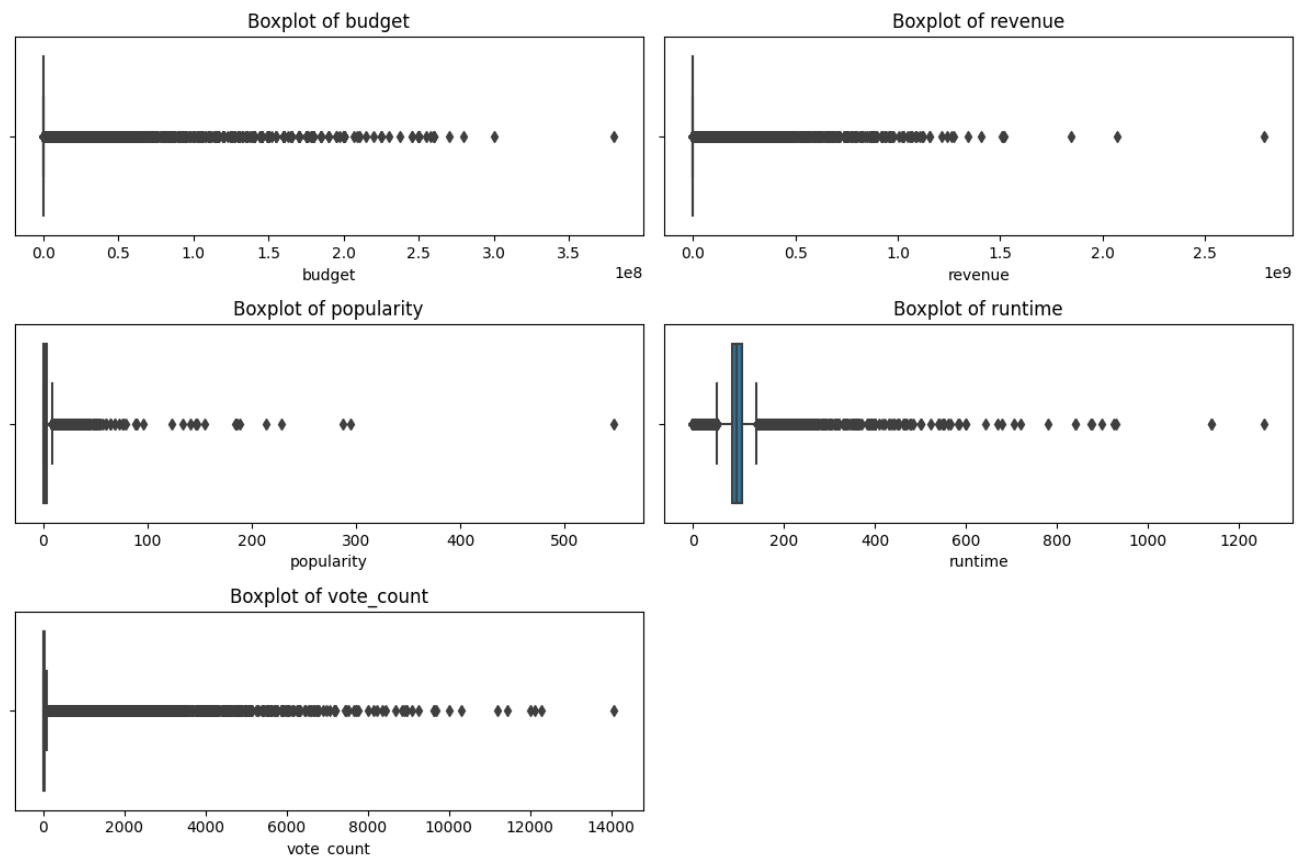 Boxplot of budget
0.0 0.5 1.0 1.5 2.0 2.5 3.0 3.5
1e8
budget
Boxplot of revenue
0.0 0.5 1.0 1.5 2.0 2.5
1e9
revenue
Boxplot of popularity
0 100 200 300 400 500
popularity
Boxplot of runtime
0 200 400 600 800 1000 1200
runtime
Boxplot of vote_count
0 2000 4000 6000 8000 10000 12000 14000
vote_count